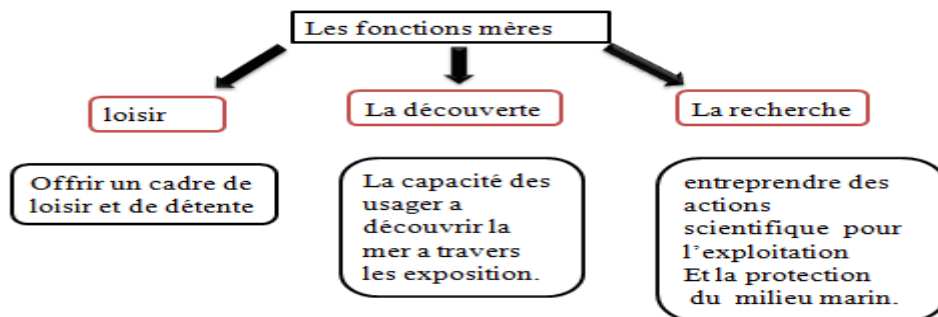 Les fonctions mères
loisir
La découverte
La recherche
Offrir un cadre de
loisir et de détente
La capacité des
usager a
découvrir la
mer a travers
les exposition.
entreprendre des
actions
scientifique pour
l'exploitation
Et la protection
du milieu marin.